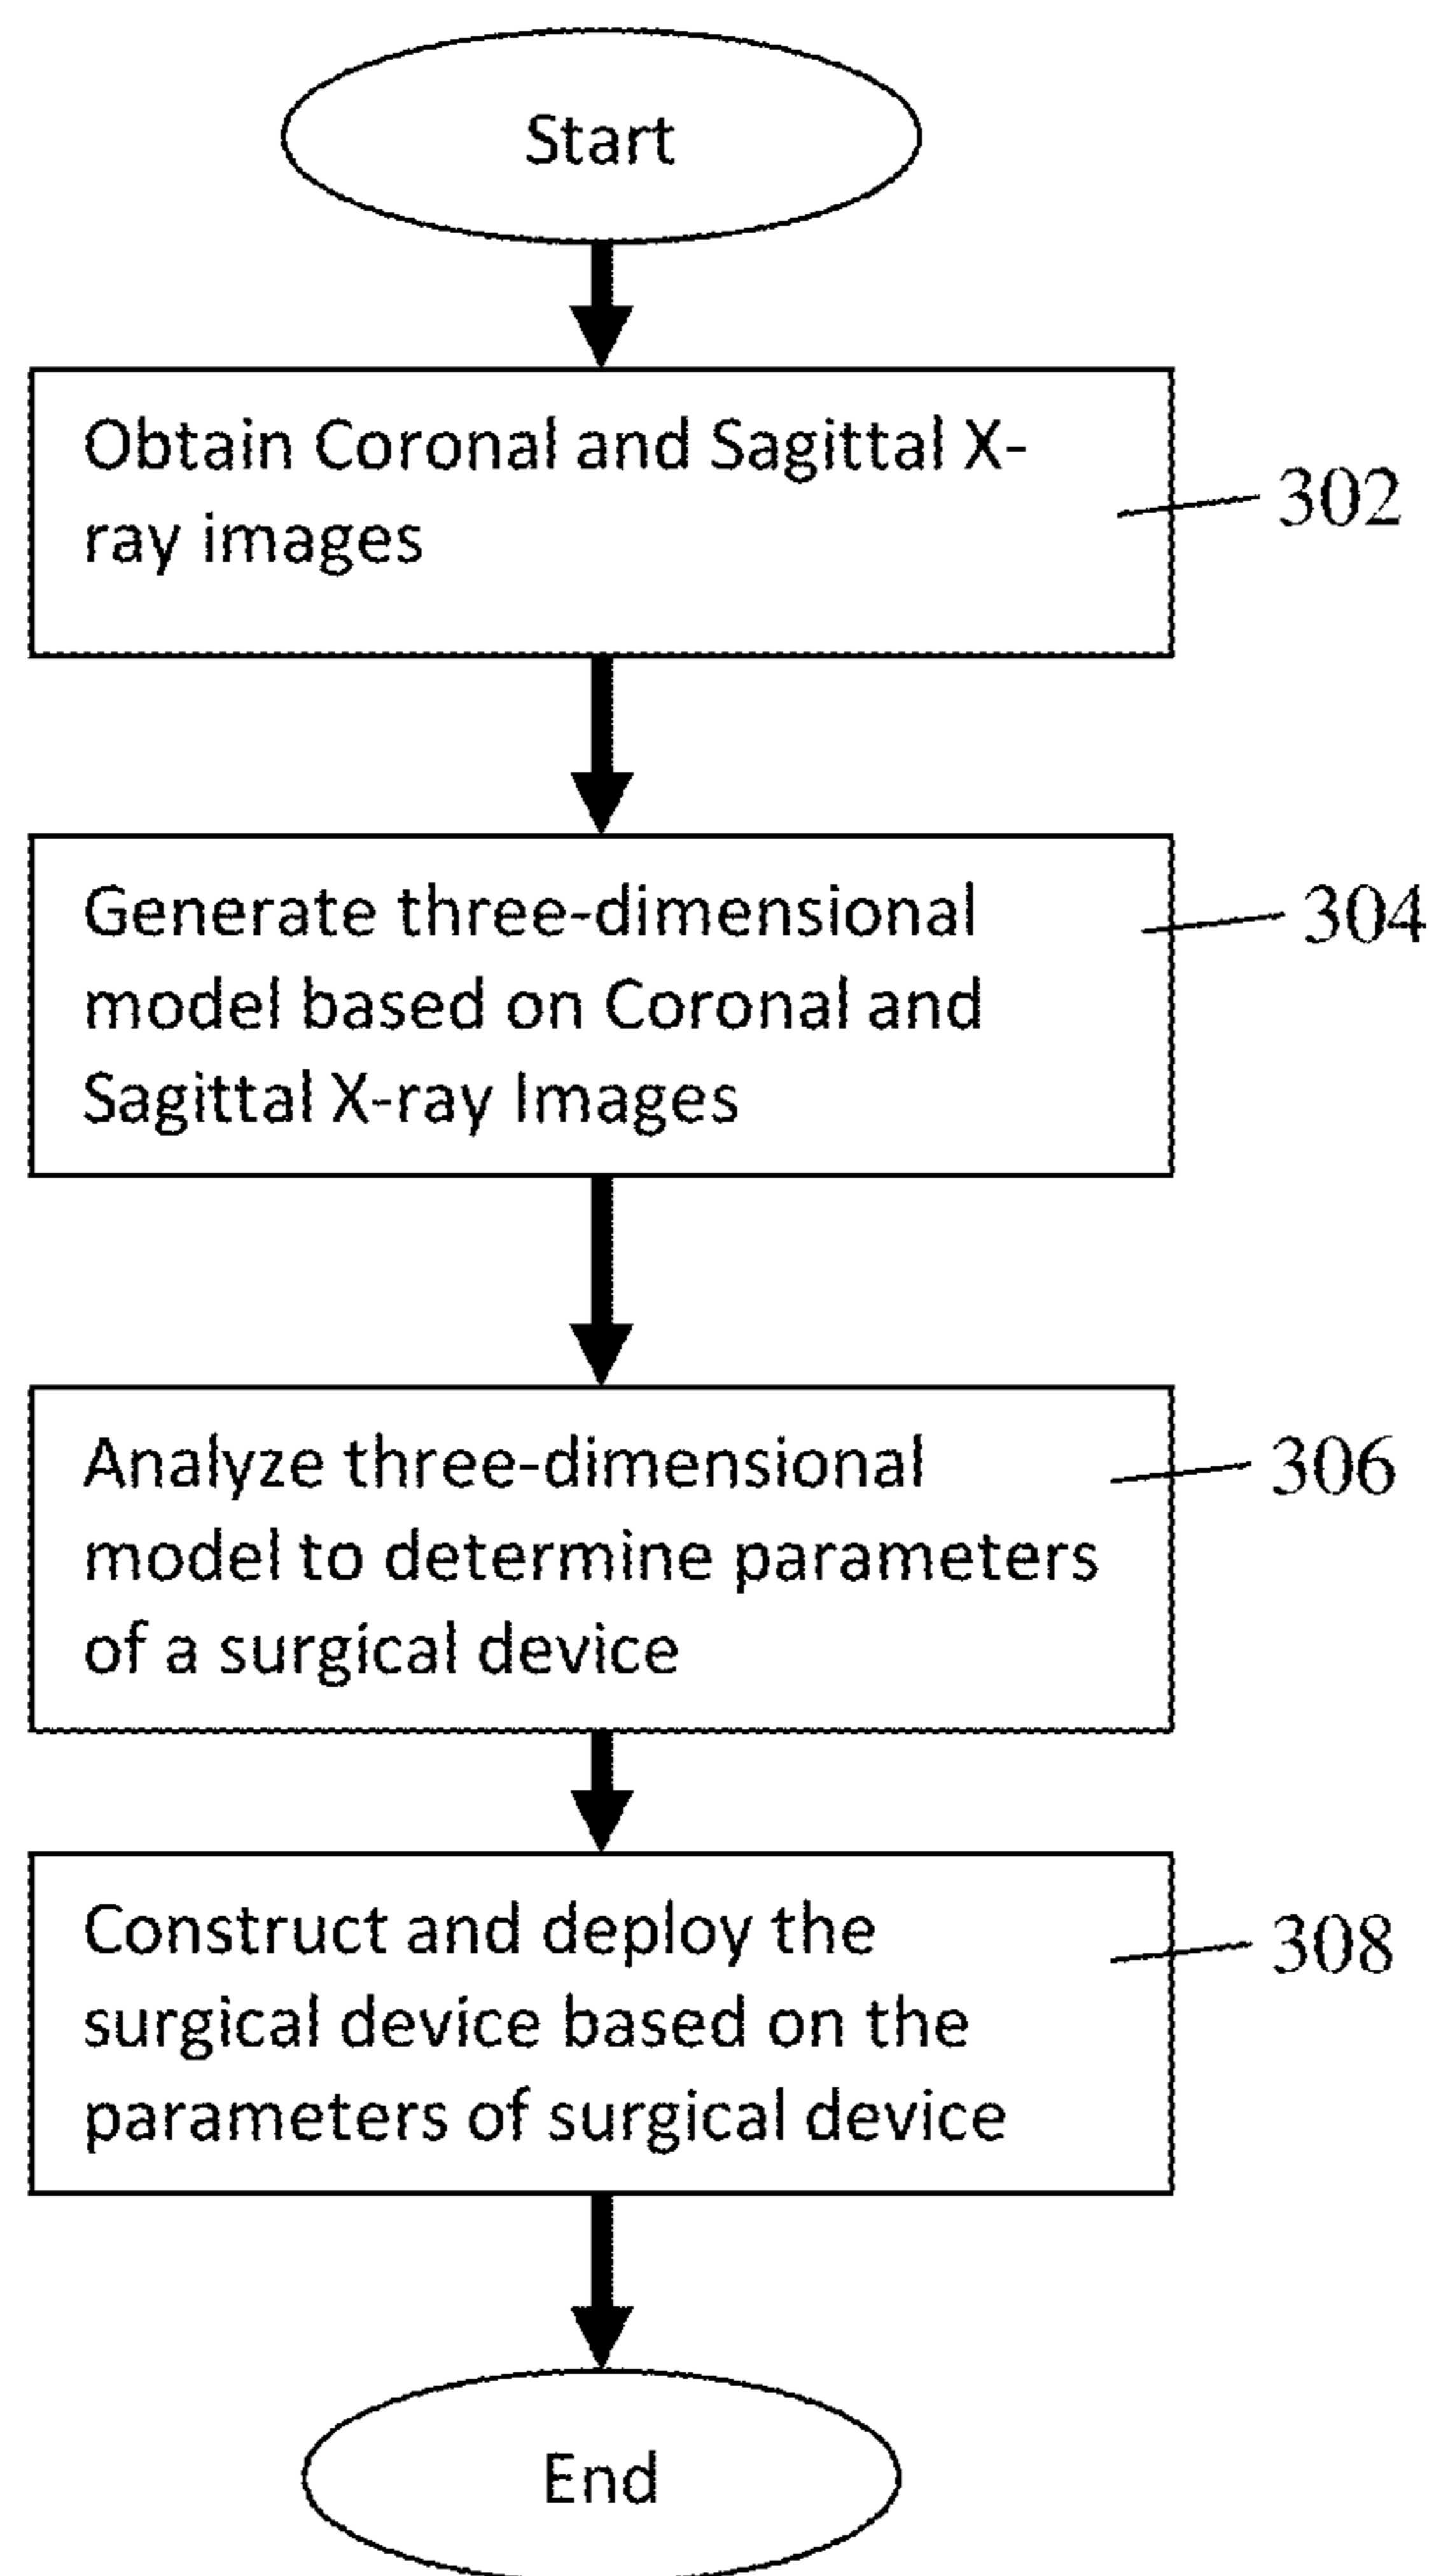 Start
Obtain Coronal and Sagittal X-
ray images
302
Generate three-dimensional
model based on Coronal and
Sagittal X-ray Images
304
Analyze three-dimensional
model to determine parameters
of a surgical device
306
Construct and deploy the
surgical device based on the
parameters of surgical device
308
End